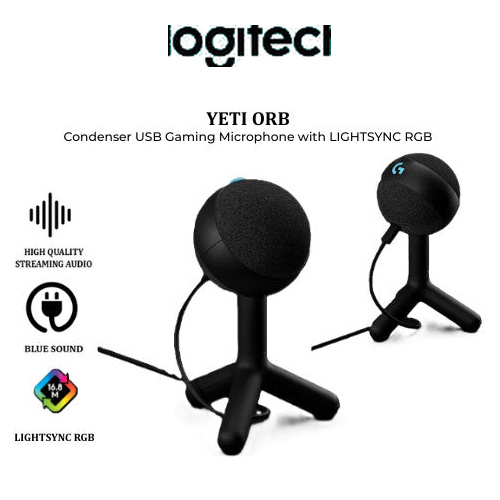 logitech
YETI ORB
Condenser USB Gaming Microphone with LIGHTSYNC RGB
G
HIGH QUALITY
STREAMING AUDIO
BLUE SOUND
16.8
M
LIGHTSYNC RGB